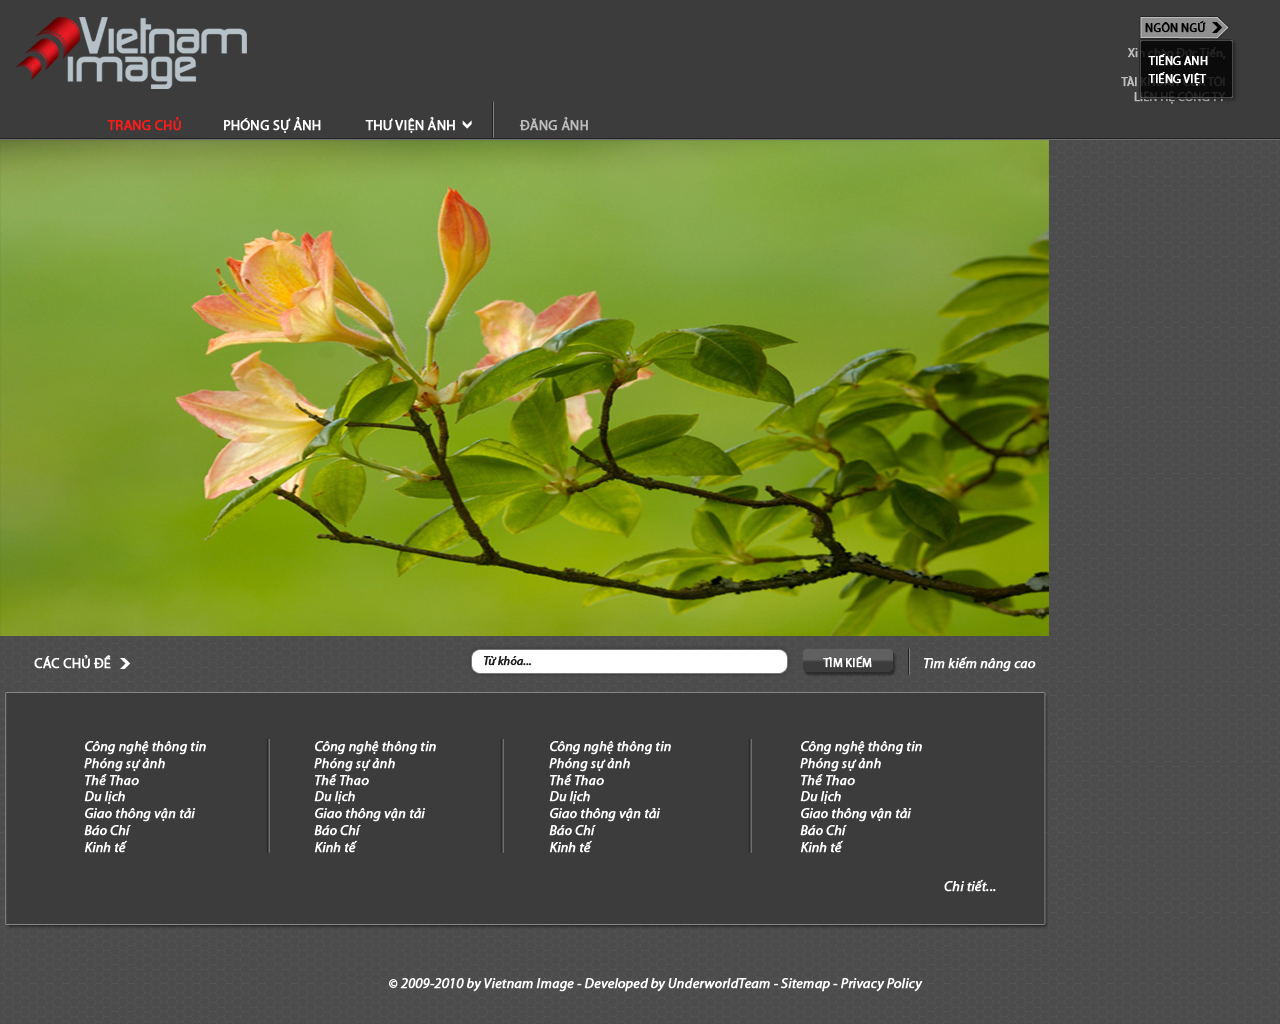 Vietnam
image
NGÔN NGỮ
Xin chào Đức Tiến,
TIẾNG ANH
TIẾNG VIỆT
LIÊN HỆ CÔNG TY
TRANG CHỦ PHÓNG SỰ ẢNH THƯ VIỆN ẢNH ĐĂNG ẢNH
CÁC CHỦ ĐỀ Từ khóa... TÌM KIẾM Tìm kiếm nâng cao
Công nghệ thông tin Công nghệ thông tin Công nghệ thông tin Công nghệ thông tin
Phóng sự ảnh Phóng sự ảnh Phóng sự ảnh Phóng sự ảnh
Thể Thao Thể Thao Thể Thao Thể Thao
Du lịch Du lịch Du lịch Du lịch
Giao thông vận tải Giao thông vận tải Giao thông vận tải Giao thông vận tải
Báo Chí Báo Chí Báo Chí Báo Chí
Kinh tế Kinh tế Kinh tế Kinh tế
Chi tiết...
© 2009-2010 by Vietnam Image - Developed by UnderworldTeam - Sitemap - Privacy Policy